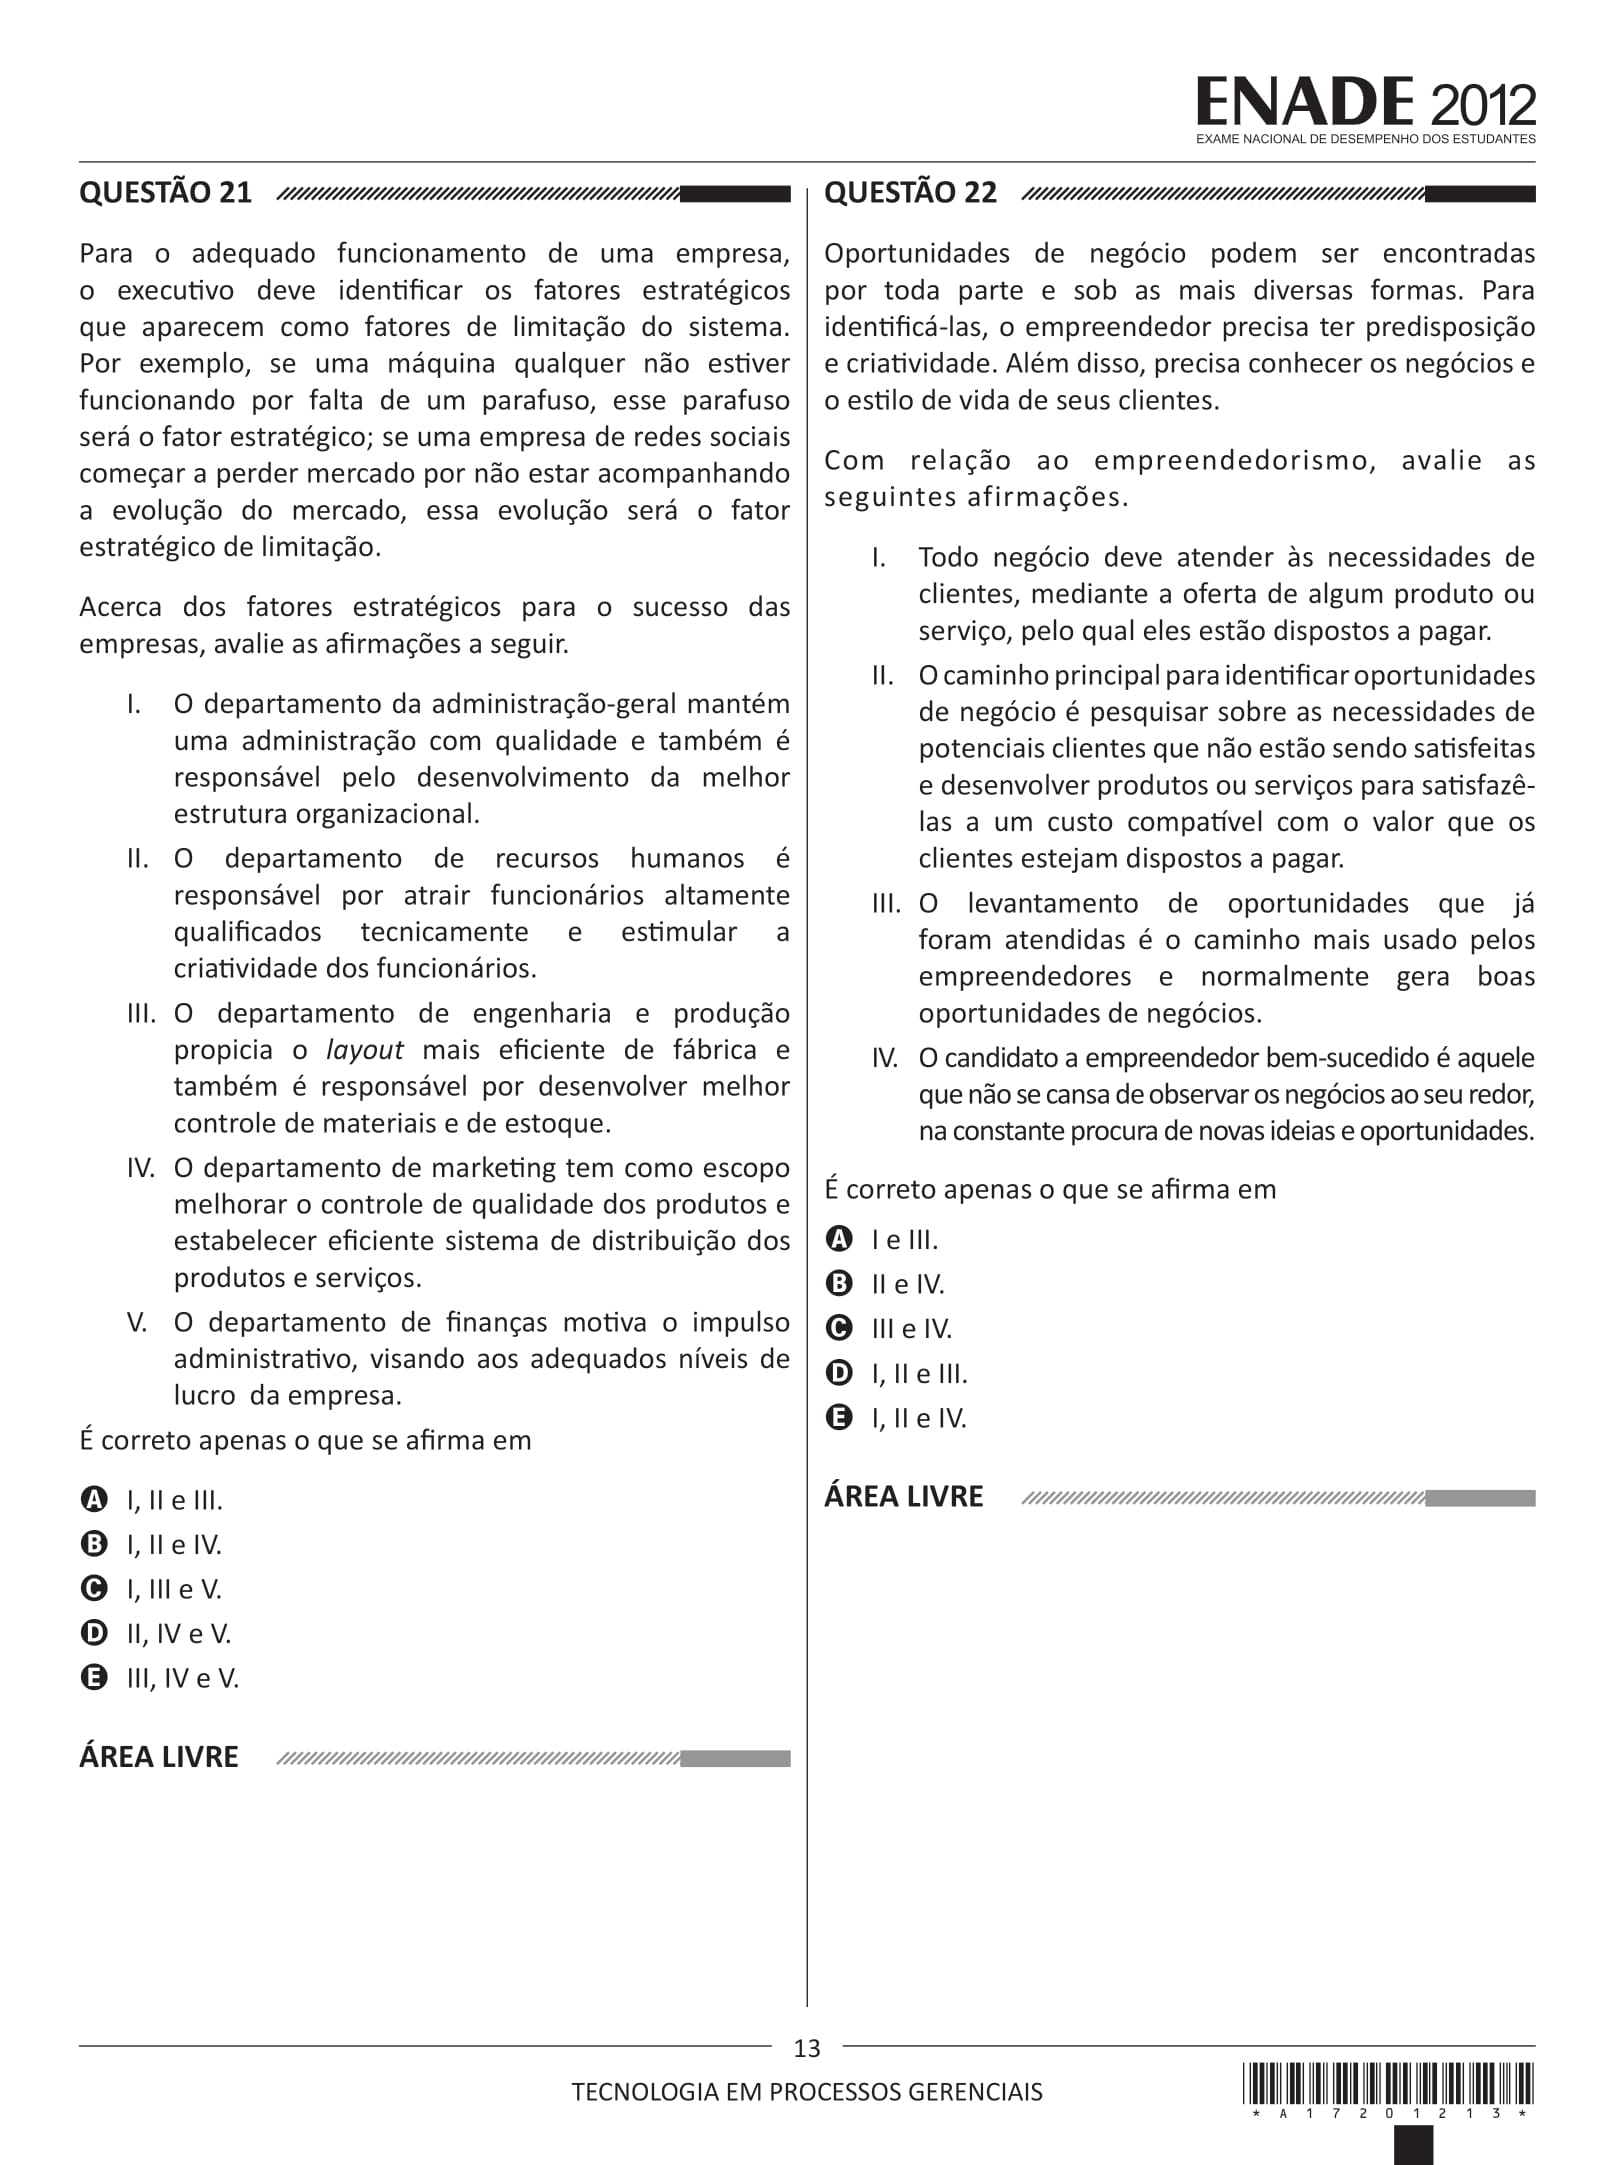 ENADE 2012
EXAME NACIONAL DE DESEMPENHO DOS ESTUDANTES
QUESTÃO 21
Para o adequado funcionamento de uma empresa,
o executivo deve identificar os fatores estratégicos
que aparecem como fatores de limitação do sistema.
Por exemplo, se uma máquina qualquer não estiver
funcionando por falta de um parafuso, esse parafuso
será o fator estratégico; se uma empresa de redes sociais
começar a perder mercado por não estar acompanhando
a evolução do mercado, essa evolução será o fator
estratégico de limitação.
Acerca dos fatores estratégicos para o sucesso das
empresas, avalie as afirmações a seguir.
I. O departamento da administração-geral mantém
uma administração com qualidade e também é
responsável pelo desenvolvimento da melhor
estrutura organizacional.
II. O departamento de recursos humanos é
responsável por atrair funcionários altamente
qualificados tecnicamente e estimular a
criatividade dos funcionários.
III. O departamento de engenharia e produção
propicia o layout mais eficiente de fábrica e
também é responsável por desenvolver melhor
controle de materiais e de estoque.
IV. O departamento de marketing tem como escopo
melhorar o controle de qualidade dos produtos e
estabelecer eficiente sistema de distribuição dos
produtos e serviços.
V. O departamento de finanças motiva o impulso
administrativo, visando aos adequados níveis de
lucro da empresa.
É correto apenas o que se afirma em
A I, II e III.
B I, II e IV.
C I, III e V.
D II, IV e V.
E III, IV e V.
ÁREA LIVRE
QUESTÃO 22
Oportunidades de negócio podem ser encontradas
por toda parte e sob as mais diversas formas. Para
identificá-las, o empreendedor precisa ter predisposição
e criatividade. Além disso, precisa conhecer os negócios e
o estilo de vida de seus clientes.
Com relação ao empreendedorismo, avalie as
seguintes afirmações.
I. Todo negócio deve atender às necessidades de
clientes, mediante a oferta de algum produto ou
serviço, pelo qual eles estão dispostos a pagar.
II. O caminho principal para identificar oportunidades
de negócio é pesquisar sobre as necessidades de
potenciais clientes que não estão sendo satisfeitas
e desenvolver produtos ou serviços para satisfazê-
las a um custo compatível com o valor que os
clientes estejam dispostos a pagar.
III. O levantamento de oportunidades que já
foram atendidas é o caminho mais usado pelos
empreendedores e normalmente gera boas
oportunidades de negócios.
IV. O candidato a empreendedor bem-sucedido é aquele
que não se cansa de observar os negócios ao seu redor,
na constante procura de novas ideias e oportunidades.
É correto apenas o que se afirma em
A I e III.
B II e IV.
C III e IV.
D I, II e III.
E I, II e IV.
ÁREA LIVRE
13
TECNOLOGIA EM PROCESSOS GERENCIAIS
* A 1 7 2 0 1 2 1 3 *